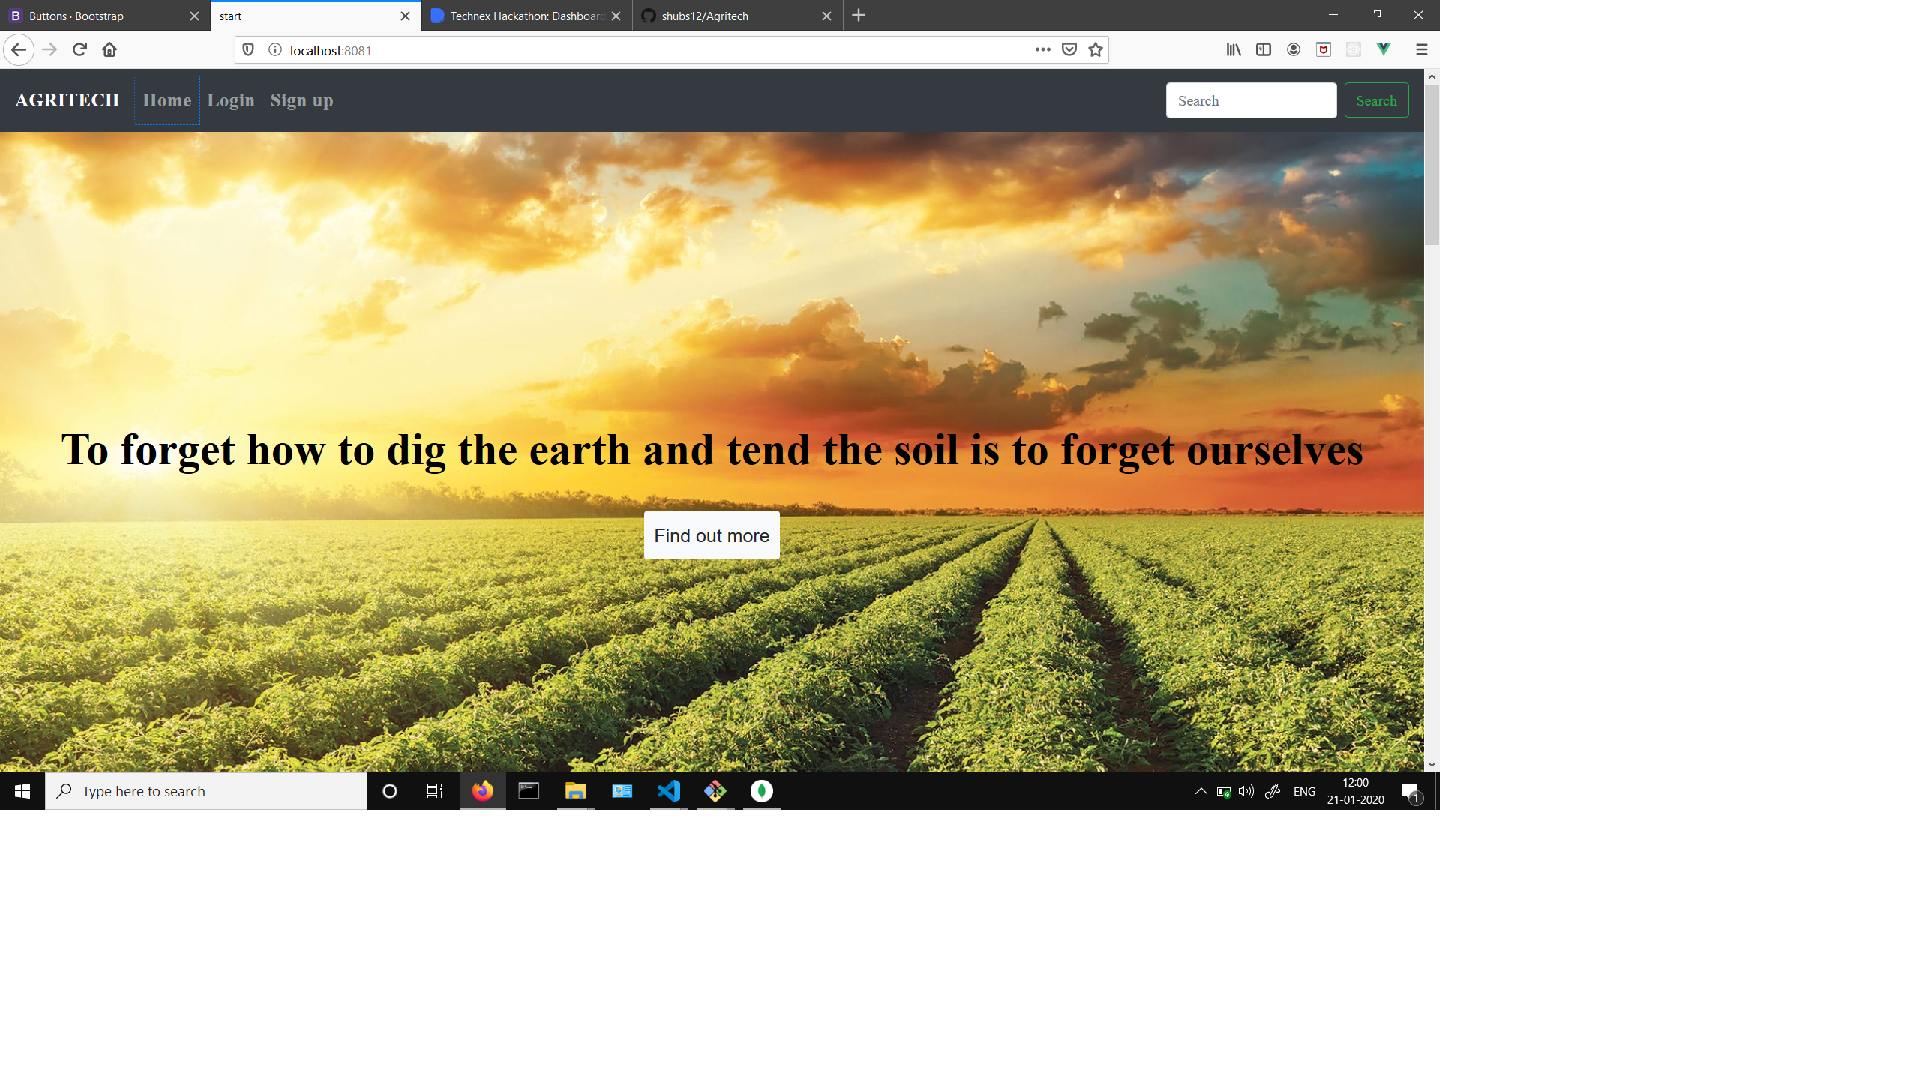 Buttons · Bootstrap
start
Technex Hackathon: Dashboard
shubs12/Agritech
localhost:8081
AGRITECH Home Login Sign up
Search
Search
To forget how to dig the earth and tend the soil is to forget ourselves
Find out more
Type here to search
ENG
12:00
21-01-2020
1